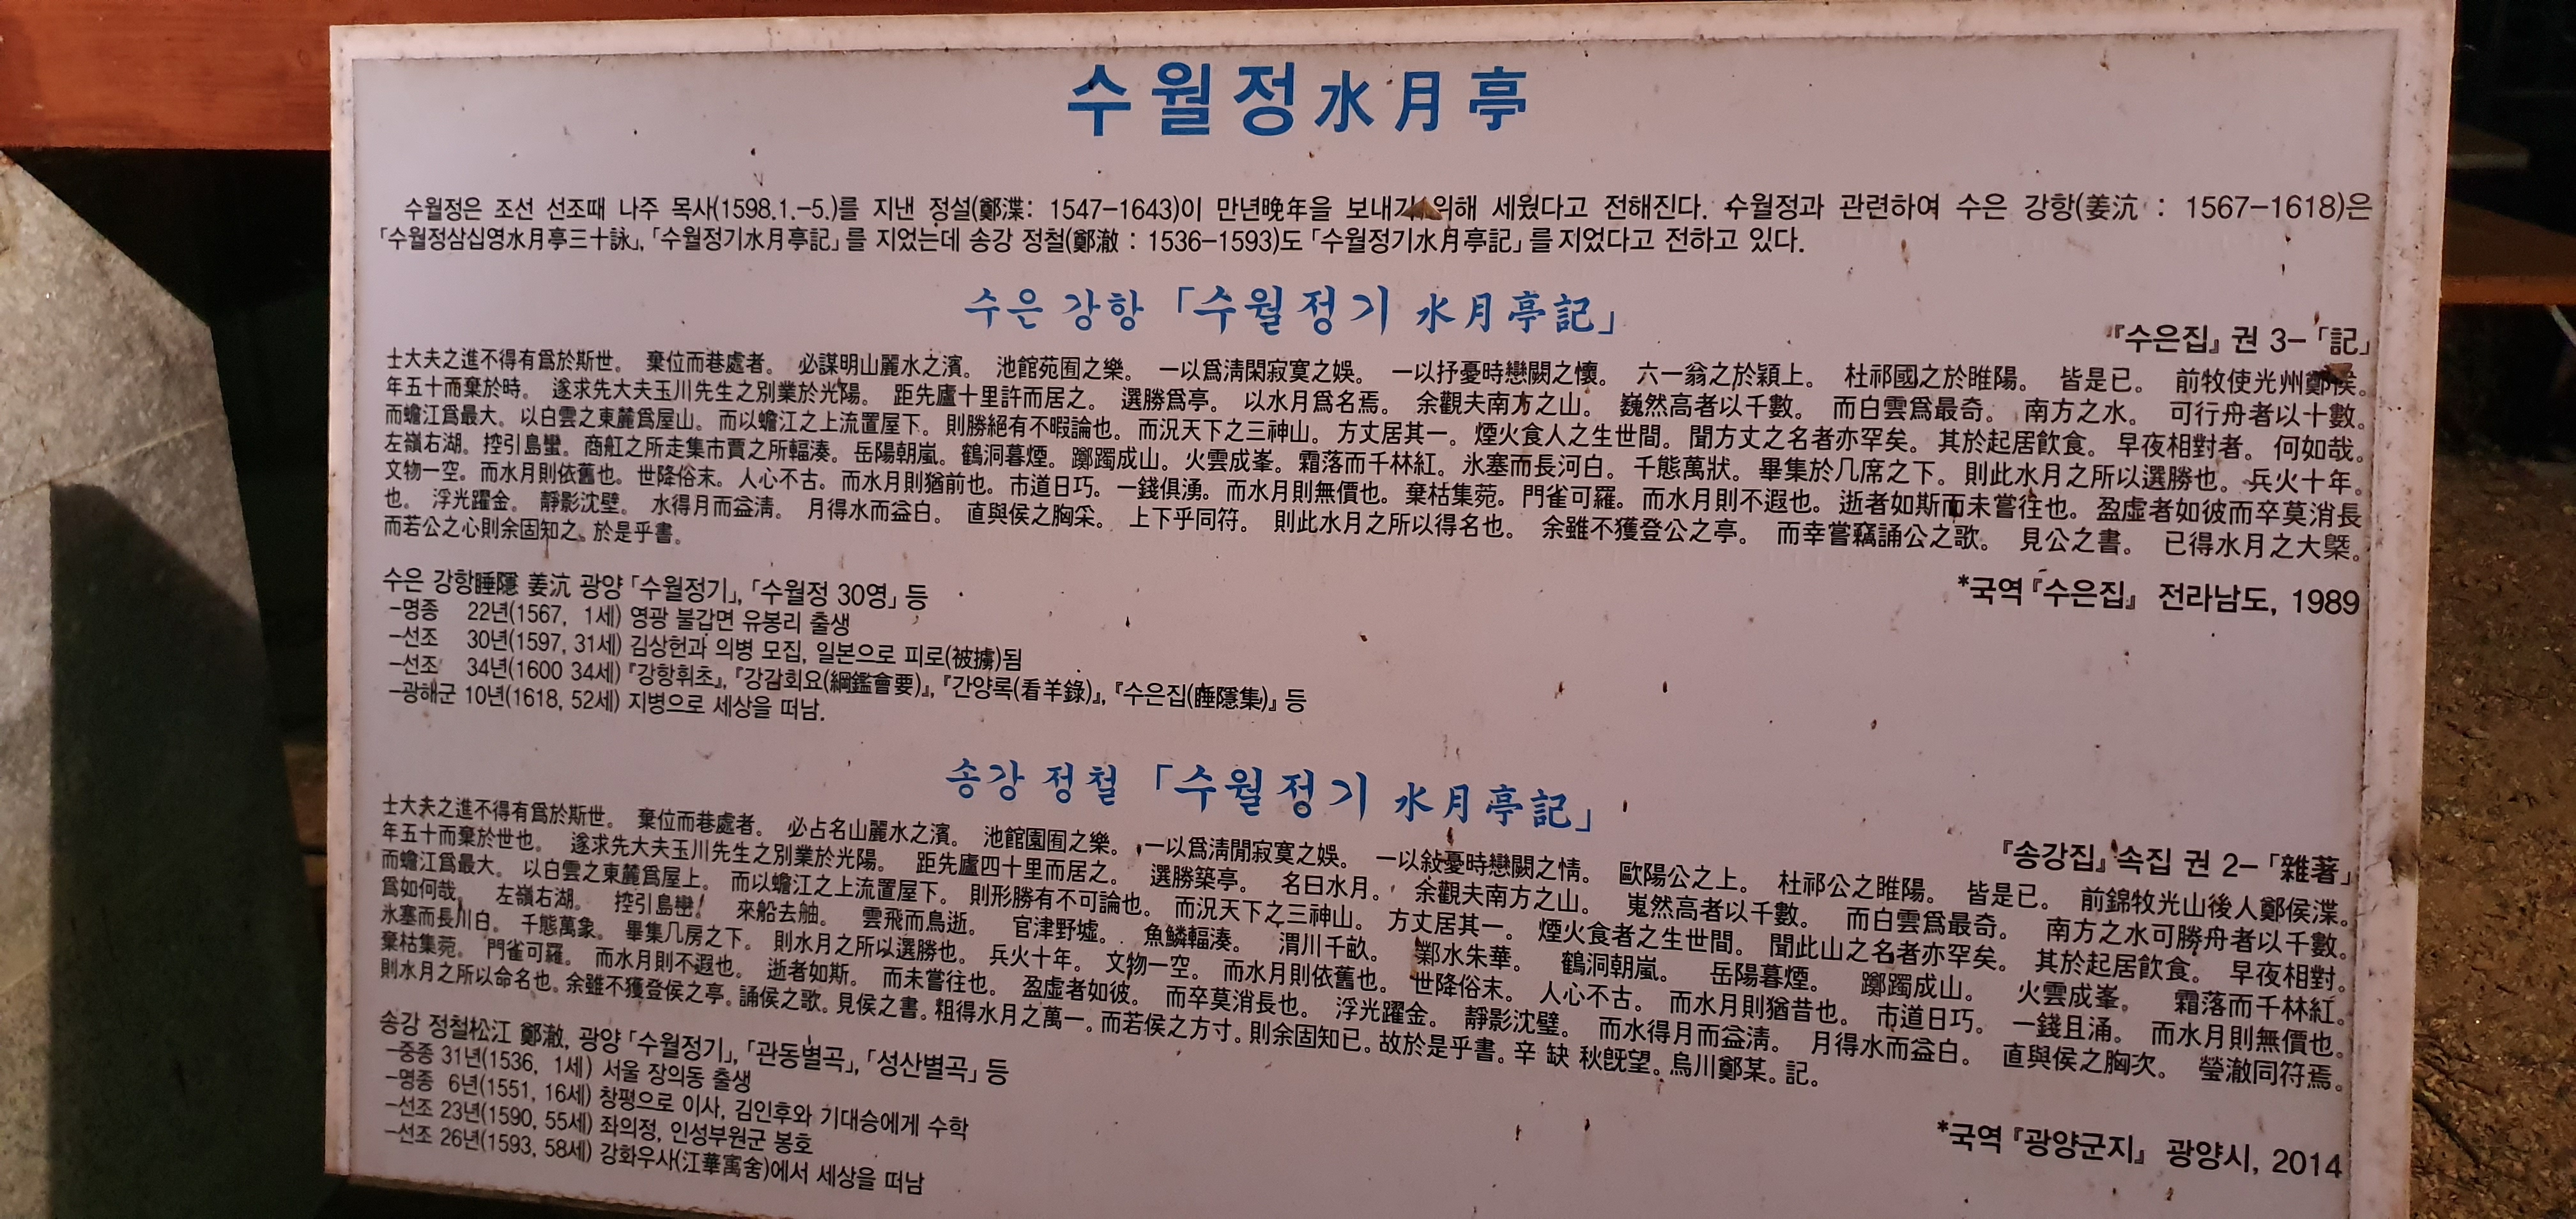 수월정水月亭
수월정은 조선 선조때 나주 목사(1598.1.-5.)를 지낸 정설(鄭渫: 1547-1643)이 만년晩年을 보내기 위해 세웠다고 전해진다. 수월정과 관련하여 수은 강항(姜沆 : 1567-1618)은
「수월정삼십영水月亭三十詠」, 「수월정기水月亭記」를 지었는데 송강 정철(鄭澈 : 1536-1593)도 「수월정기水月亭記」를 지었다고 전하고 있다.
수은 강항 「수월정기 水月亭記」
『수은집』 권 3-「記」
士大夫之進不得有爲於斯世。 棄位而巷處者。 必謀明山麗水之濱。 池館苑囿之樂。 一以爲淸閑寂寞之娛。 一以抒憂時戀闕之懷。 六一翁之於穎上。 杜祁國之於睢陽。 皆是已。 前牧使光州鄭侯。
年五十而棄於時。 遂求先大夫玉川先生之別業於光陽。 距先廬十里許而居之。 選勝爲亭。 以水月爲名焉。 余觀夫南方之山。 巍然高者以千數。 而白雲爲最奇。 南方之水。 可行舟者以十數。
而蟾江爲最大。 以白雲之東麓爲屋山。 而以蟾江之上流置屋下。 則勝絕有不暇論也。 而況天下之三神山。 方丈居其一。 煙火食人之生世間。 聞方丈之名者亦罕矣。 其於起居飮食。 早夜相對者。 何如哉。
左嶺右湖。 控引島蠻。 商舡之所走集市賈之所輻湊。 岳陽朝嵐。 鶴洞暮煙。 躑躅成山。 火雲成峯。 霜落而千林紅。 氷塞而長河白。 千態萬狀。 畢集於几席之下。 則此水月之所以選勝也。 兵火十年。
文物一空。 而水月則依舊也。 世降俗末。 人心不古。 而水月則猶前也。 市道日巧。 一錢俱湧。 而水月則無價也。 棄枯集菀。 門雀可羅。 而水月則不遐也。 逝者如斯而未嘗往也。 盈虛者如彼而卒莫消長
也。 浮光躍金。 靜影沈壁。 水得月而益淸。 月得水而益白。 直與侯之胸采。 上下乎同符。 則此水月之所以得名也。 余雖不獲登公之亭。 而幸嘗竊誦公之歌。 見公之書。 已得水月之大槩。
而若公之心則余固知之。 於是乎書。
*국역 『수은집』 전라남도, 1989
수은 강항睡隱 姜沆 광양 「수월정기」, 「수월정 30영」 등
-명종 22년(1567, 1세) 영광 불갑면 유봉리 출생
-선조 30년(1597, 31세) 김상헌과 의병 모집, 일본으로 피로(被擄)됨
-선조 34년(1600 34세) 『강항휘초』, 『강감회요(綱鑑會要)』, 『간양록(看羊錄)』, 『수은집(睡隱集)』 등
-광해군 10년(1618, 52세) 지병으로 세상을 떠남.
송강 정철 「수월정기 水月亭記」
『송강집』 속집 권 2-「雜著」
士大夫之進不得有爲於斯世。 棄位而巷處者。 必占名山麗水之濱。 池館園囿之樂。 一以爲淸閒寂寞之娛。 一以敍憂時戀闕之情。 歐陽公之上。 杜祁公之睢陽。 皆是已。 前錦牧光山後人鄭侯渫。
年五十而棄於世也。 遂求先大夫玉川先生之別業於光陽。 距先廬四十里而居之。 選勝築亭。 名曰水月。 余觀夫南方之山。 嵬然高者以千數。 而白雲爲最奇。 南方之水可勝舟者以千數。
而蟾江爲最大。 以白雲之東麓爲屋上。 而以蟾江之上流置屋下。 則形勝有不可論也。 而況天下之三神山。 方丈居其一。 煙火食者之生世間。 聞此山之名者亦罕矣。 其於起居飮食。 早夜相對。
爲如何哉。 左嶺右湖。 控引島巒。 來船去舳。 雲飛而鳥逝。 官津野墟。 魚鱗輻湊。 渭川千畝。 鄴水朱華。 鶴洞朝嵐。 岳陽暮煙。 躑躅成山。 火雲成峯。 霜落而千林紅。
氷塞而長川白。 千態萬象。 畢集几房之下。 則水月之所以選勝也。 兵火十年。 文物一空。 而水月則依舊也。 世降俗末。 人心不古。 而水月則猶昔也。 市道日巧。 一錢且涌。 而水月則無價也。
棄枯集菀。 門雀可羅。 而水月則不遐也。 逝者如斯。 而未嘗往也。 盈虛者如彼。 而卒莫消長也。 浮光躍金。 靜影沈璧。 而水得月而益淸。 月得水而益白。 直與侯之胸次。 瑩澈同符焉。
則水月之所以命名也。 余雖不獲登侯之亭。 誦侯之歌。 見侯之書。 粗得水月之萬一。 而若侯之方寸。 則余固知已。 故於是乎書。 辛 缺 秋旣望。 烏川鄭某。 記。
*국역 『광양군지』 광양시, 2014
송강 정철松江 鄭澈, 광양 「수월정기」, 「관동별곡」, 「성산별곡」 등
-중종 31년(1536, 1세) 서울 장의동 출생
-명종 6년(1551, 16세) 창평으로 이사, 김인후와 기대승에게 수학
-선조 23년(1590, 55세) 좌의정, 인성부원군 봉호
-선조 26년(1593, 58세) 강화우사(江華寓舍)에서 세상을 떠남